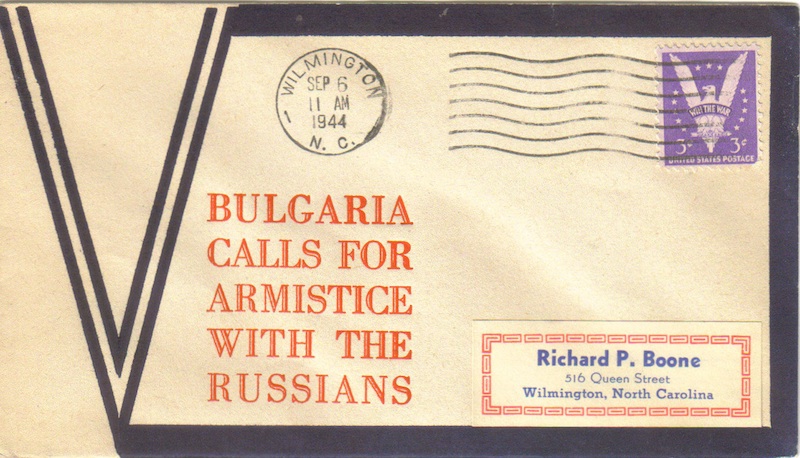 WILMINGTON
SEP 6
11 AM
1944
N. C.
WIN THE WAR
3¢ 3¢
UNITED STATES POSTAGE
BULGARIA
CALLS FOR
ARMISTICE
WITH THE
RUSSIANS
Richard P. Boone
516 Queen Street
Wilmington, North Carolina